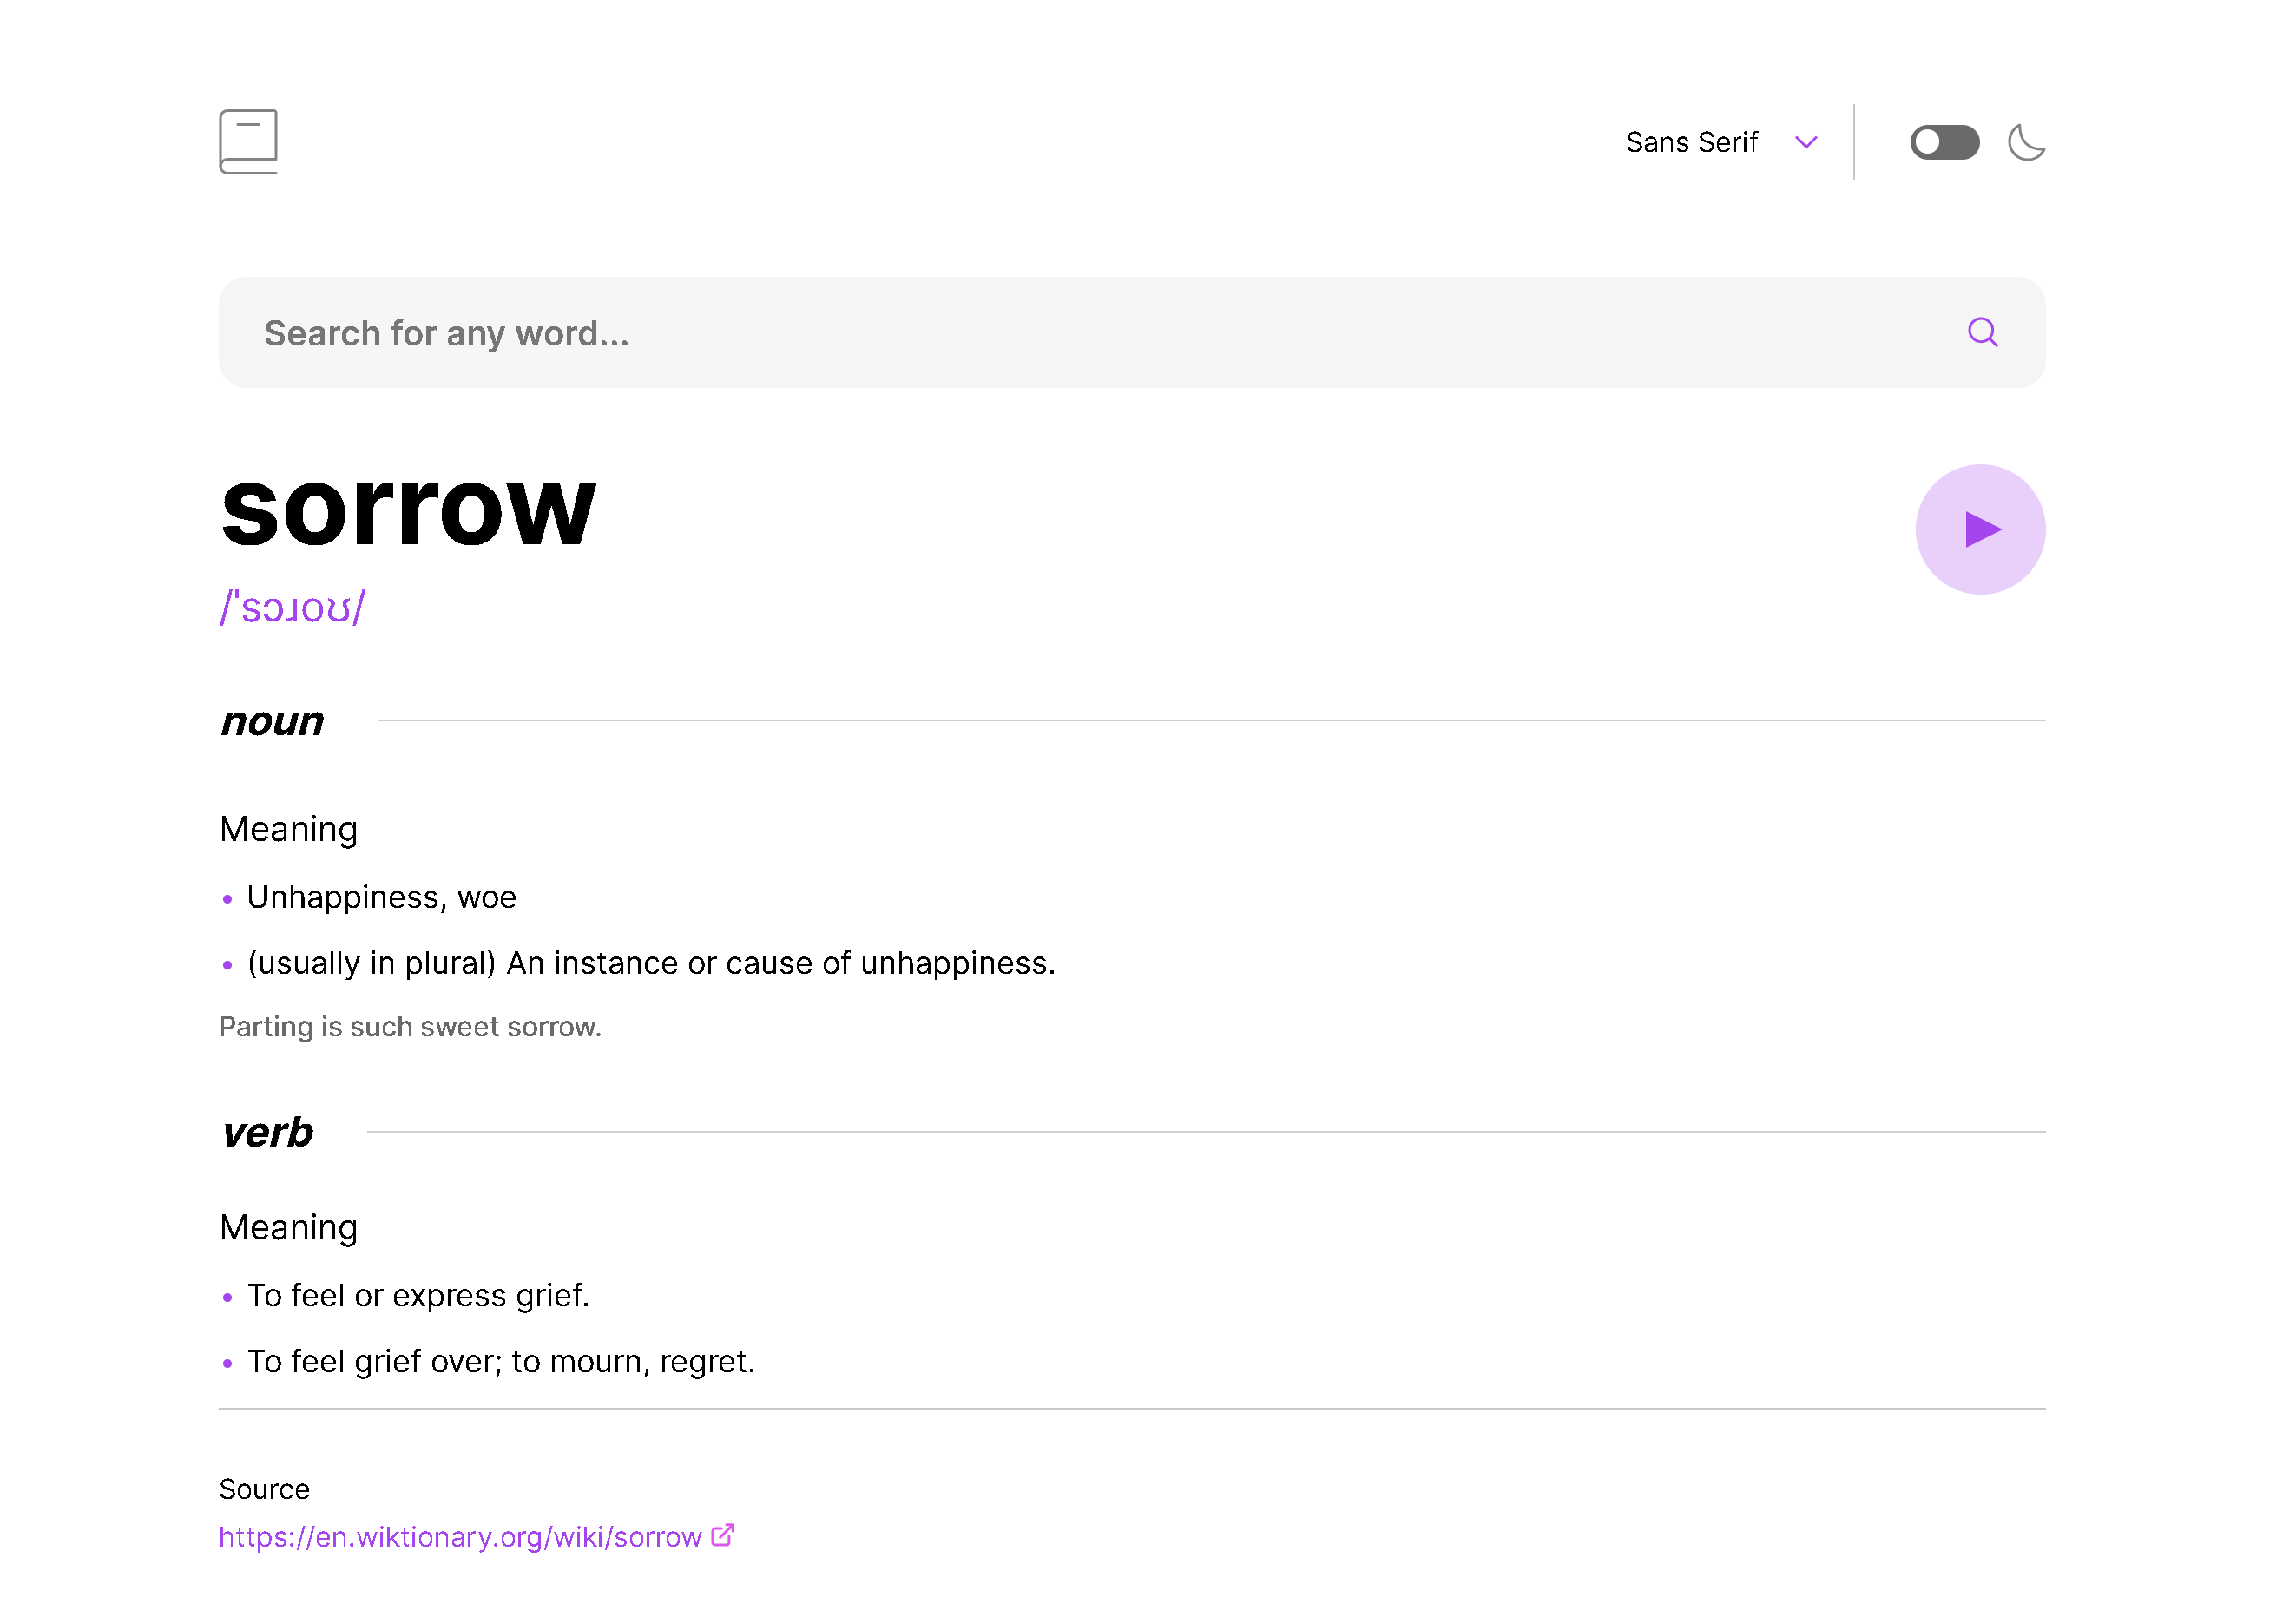 Sans Serif
Search for any word...
sorrow
/ˈsɔɹoʊ/
noun
Meaning
• Unhappiness, woe
• (usually in plural) An instance or cause of unhappiness.
Parting is such sweet sorrow.
verb
Meaning
• To feel or express grief.
• To feel grief over; to mourn, regret.
Source
https://en.wiktionary.org/wiki/sorrow